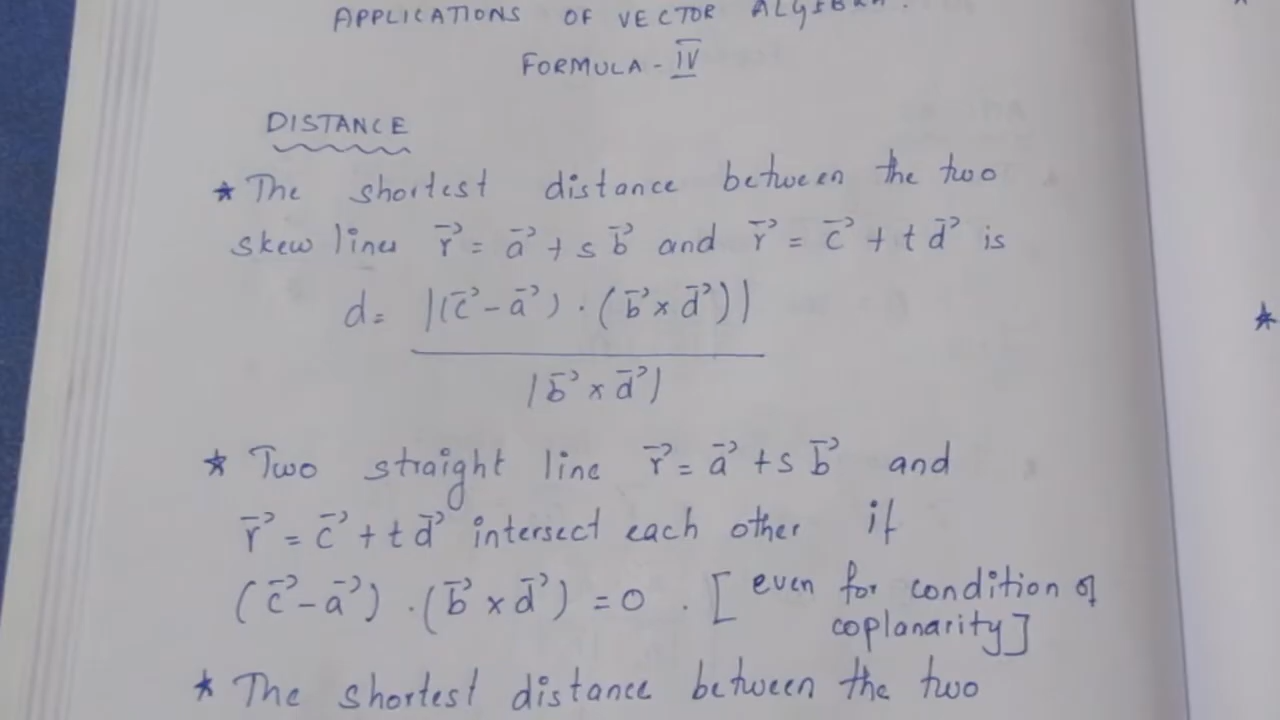 APPLICATIONS OF VECTOR ALGEBRA.
FORMULA - IV
DISTANCE
★ The shortest distance between the two
skew lines r⃗ = a⃗ + s b⃗ and r⃗ = c⃗ + t d⃗ is
d = |(c⃗ - a⃗) · (b⃗ × d⃗)|
|b⃗ × d⃗|
★ Two straight line r⃗ = a⃗ + s b⃗ and
r⃗ = c⃗ + t d⃗ intersect each other if
(c⃗ - a⃗) · (b⃗ × d⃗) = 0 . [even for condition of
coplanarity]
★ The shortest distance between the two